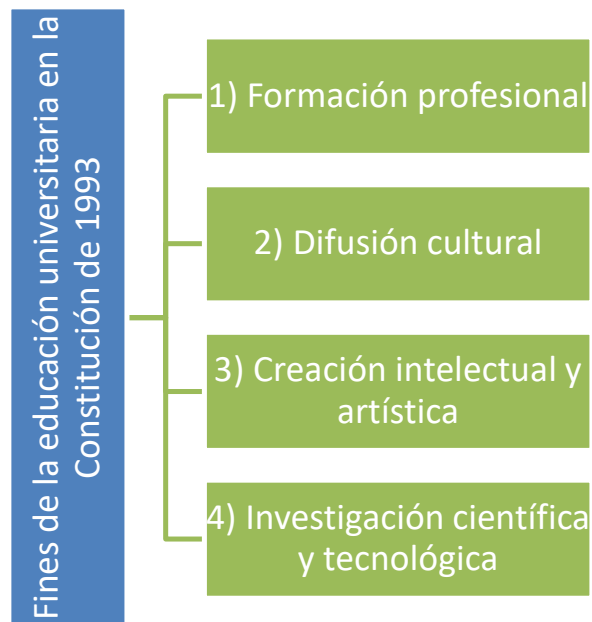 Fines de la educación universitaria en la
Constitución de 1993
1) Formación profesional
2) Difusión cultural
3) Creación intelectual y
artística
4) Investigación científica
y tecnológica